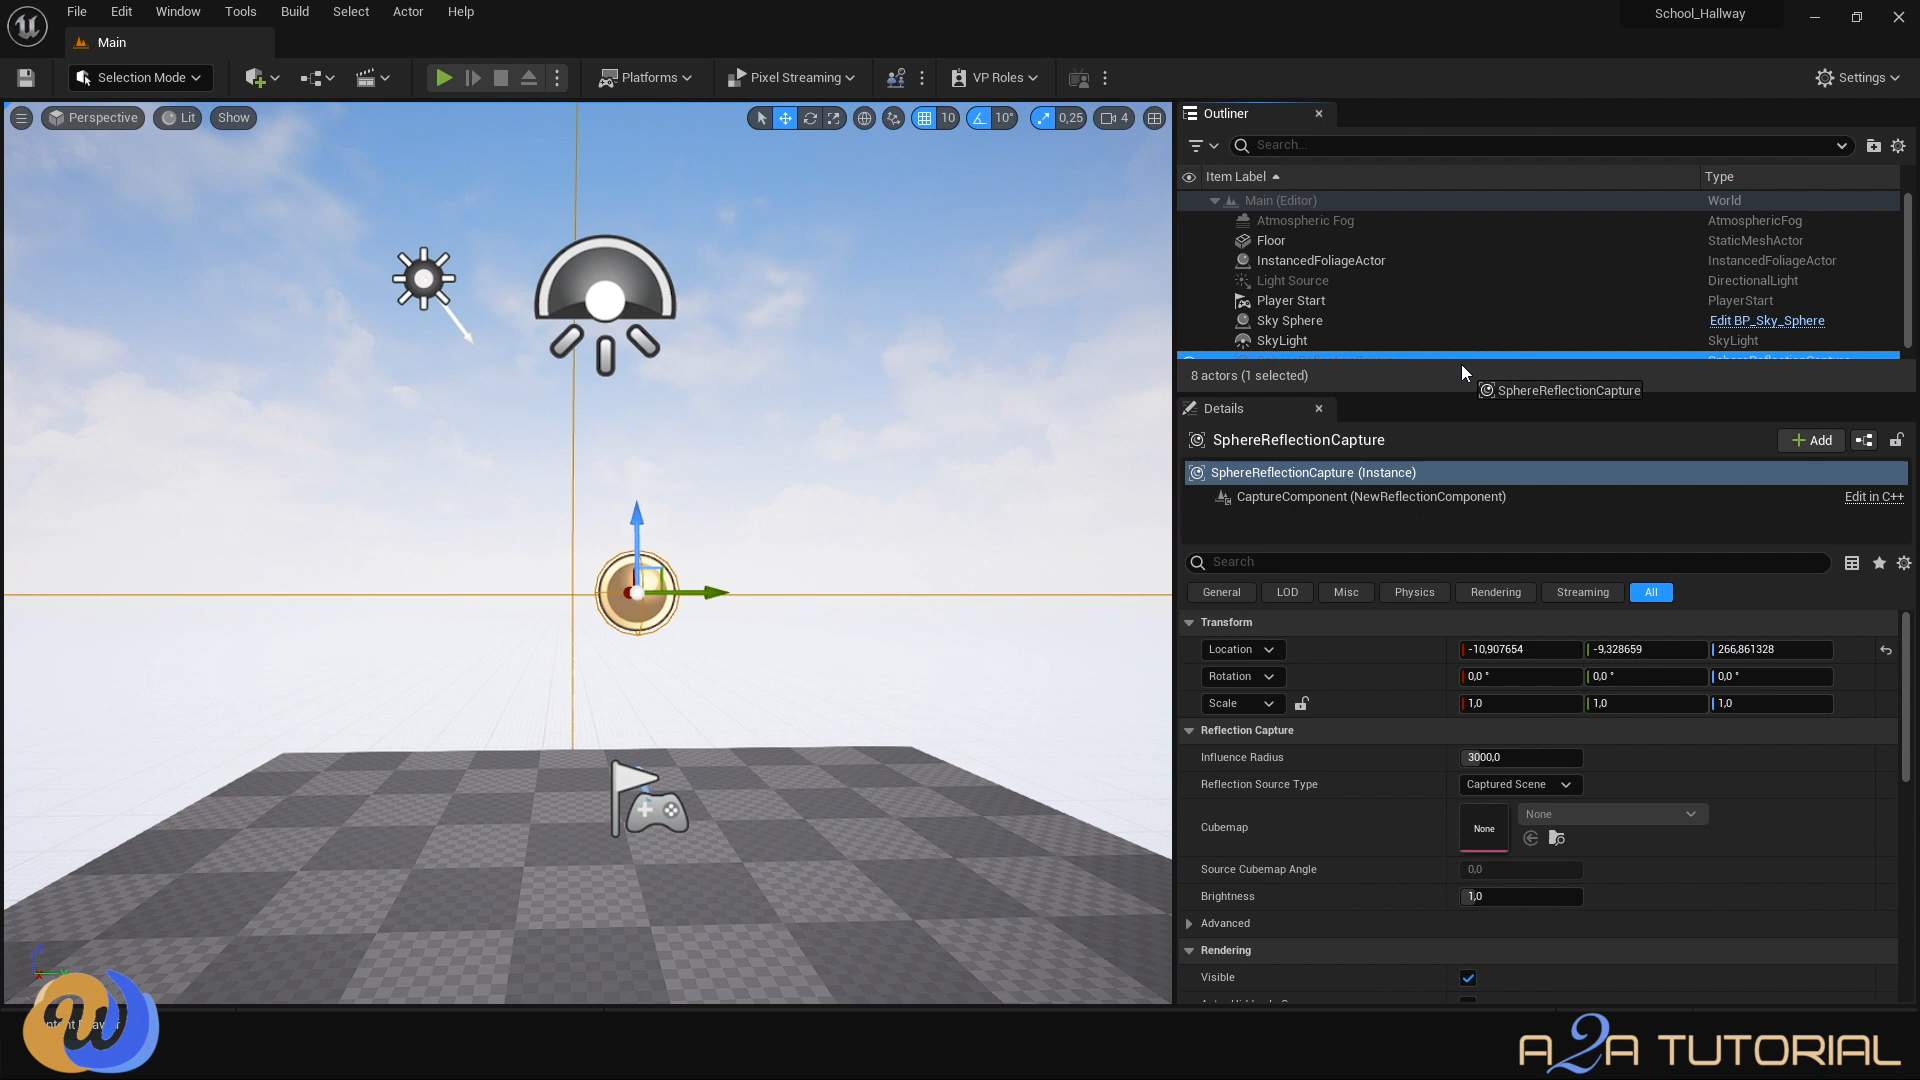 File Edit Window Tools Build Select Actor Help
School_Hallway
Main
Selection Mode
Platforms
Pixel Streaming
VP Roles
Settings
Perspective
Lit
Show
10
10°
0,25
4
Outliner
Search...
Item Label
Type
Main (Editor) World
Atmospheric Fog AtmosphericFog
Floor StaticMeshActor
InstancedFoliageActor InstancedFoliageActor
Light Source DirectionalLight
Player Start PlayerStart
Sky Sphere Edit BP_Sky_Sphere
SkyLight SkyLight
8 actors (1 selected)
SphereReflectionCapture
Details
SphereReflectionCapture
Add
SphereReflectionCapture (Instance)
CaptureComponent (NewReflectionComponent) Edit in C++
Search
General LOD Misc Physics Rendering Streaming All
Transform
Location -10,907654 -9,328659 266,861328
Rotation 0,0 ° 0,0 ° 0,0 °
Scale 1,0 1,0 1,0
Reflection Capture
Influence Radius 3000,0
Reflection Source Type Captured Scene
Cubemap None None
Source Cubemap Angle 0,0
Brightness 1,0
Advanced
Rendering
Visible
A2A TUTORIAL